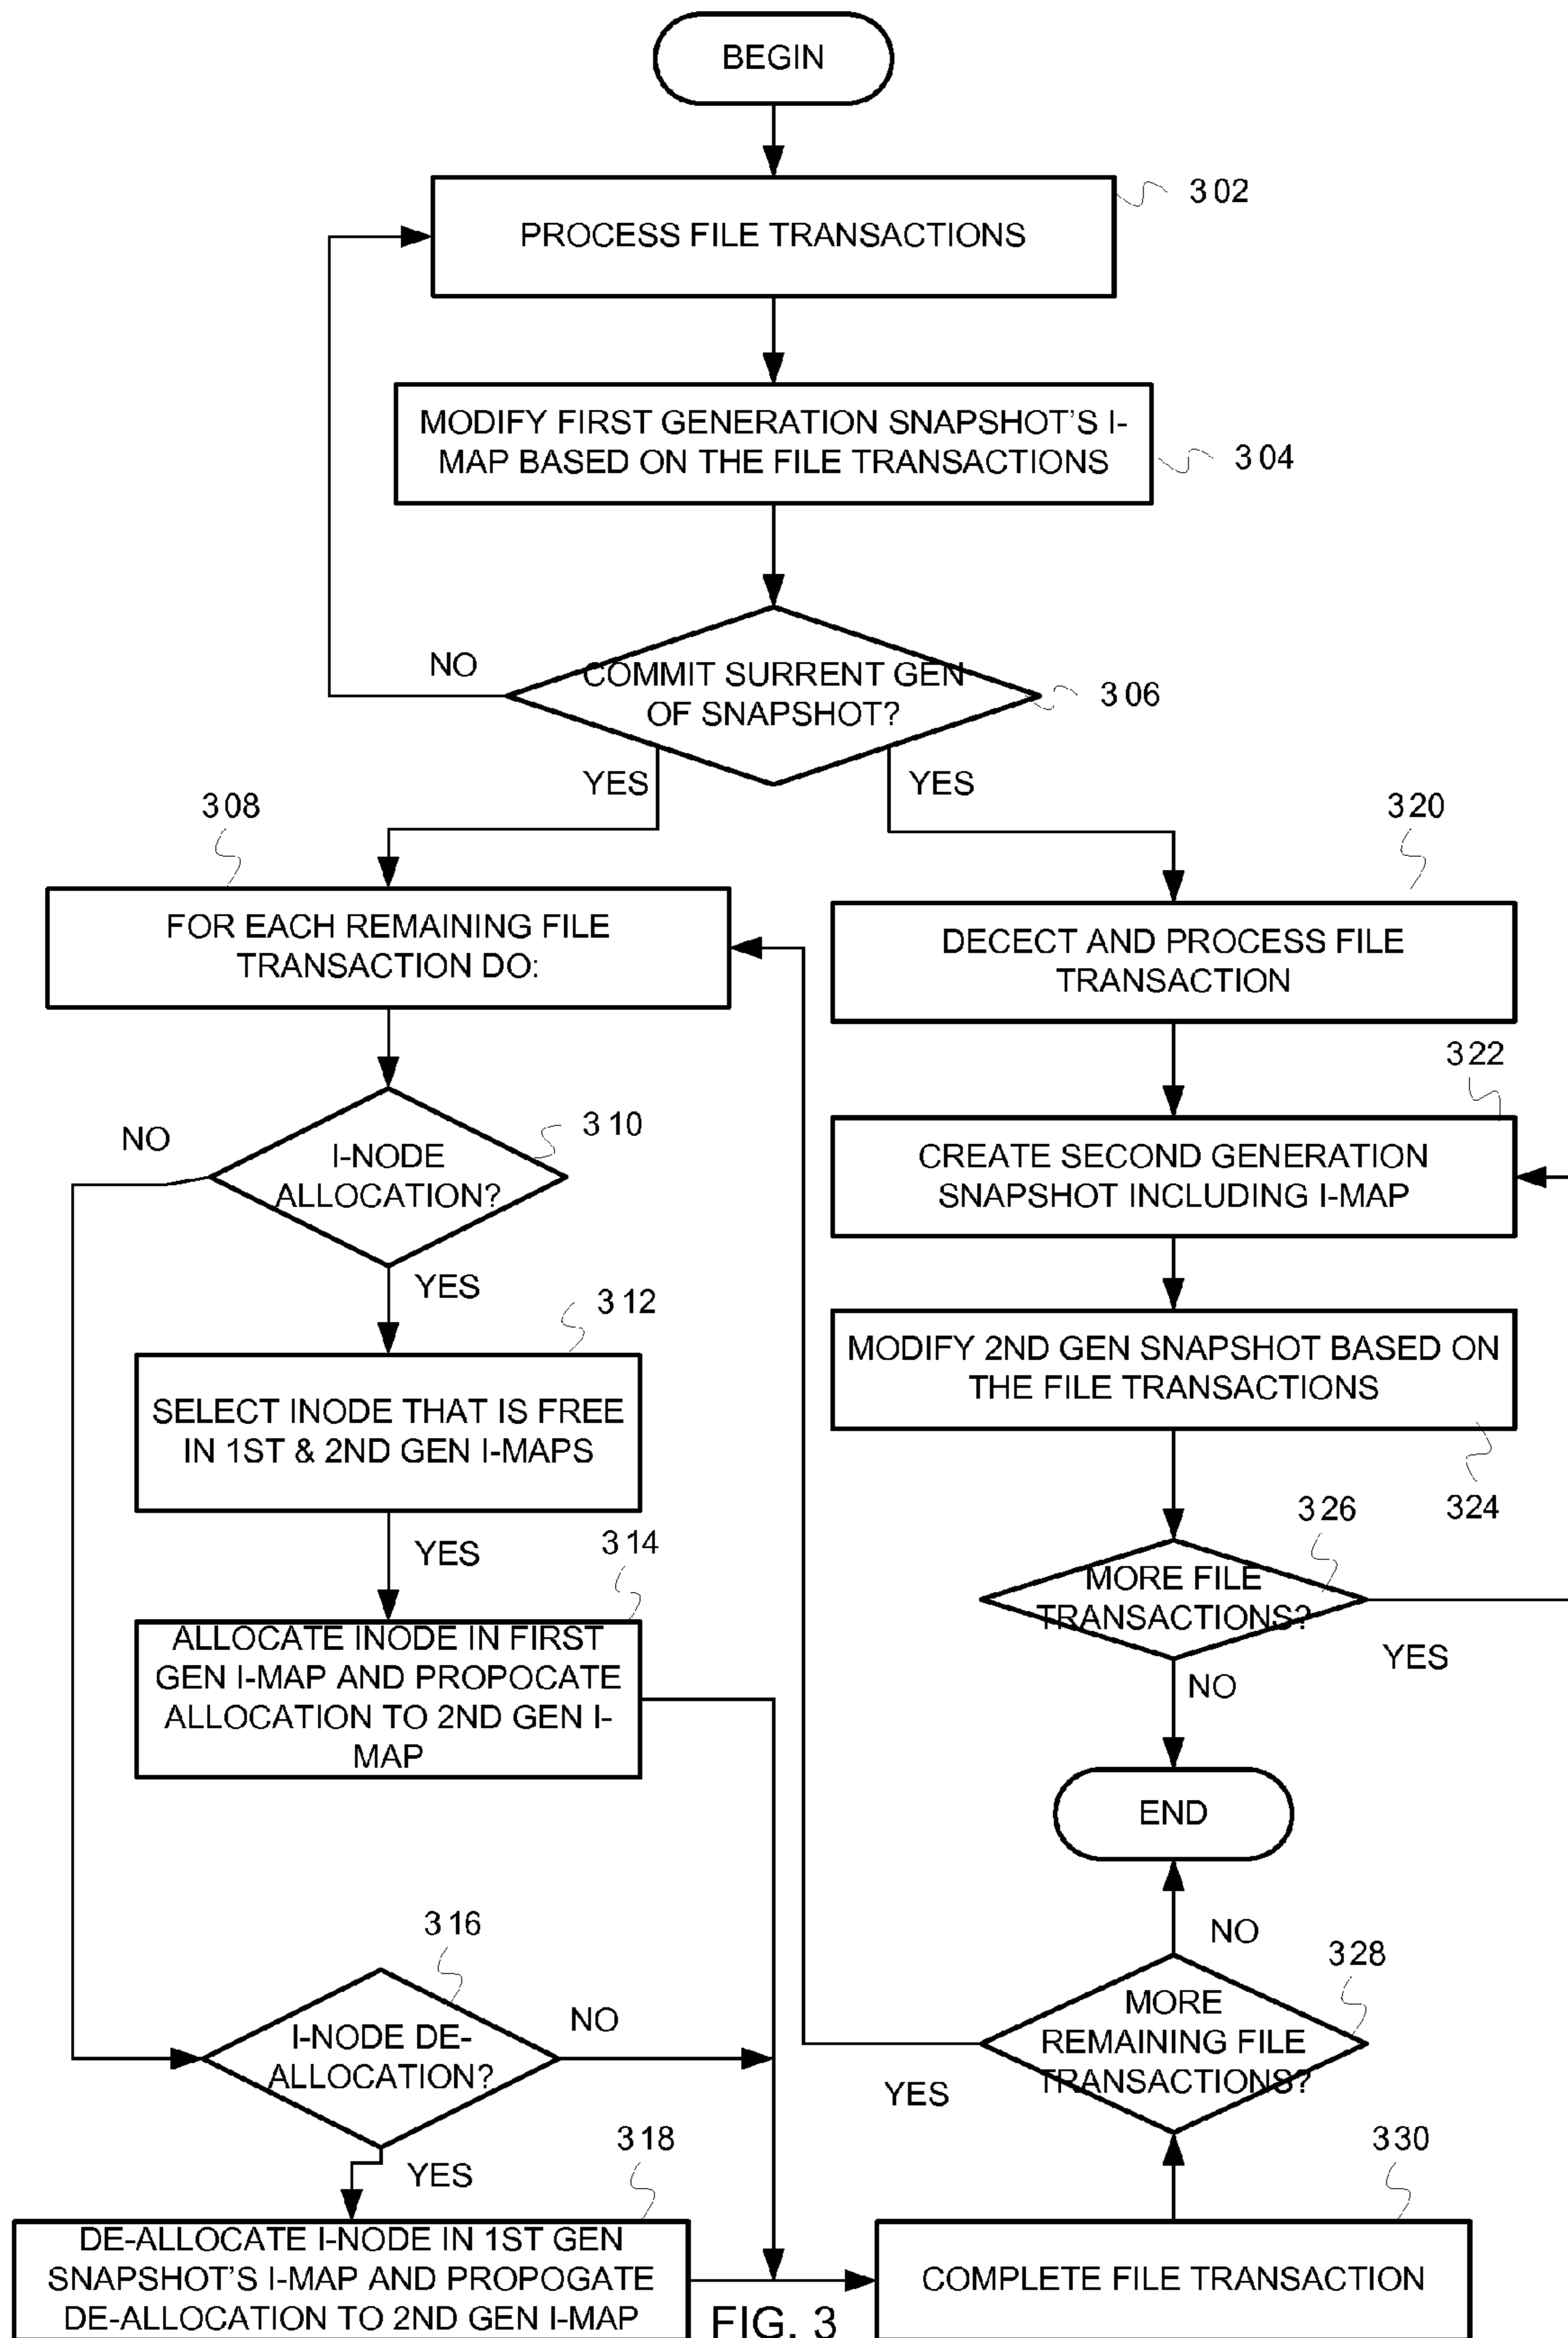 BEGIN
302
PROCESS FILE TRANSACTIONS
MODIFY FIRST GENERATION SNAPSHOT'S I-
MAP BASED ON THE FILE TRANSACTIONS
304
NO
COMMIT SURRENT GEN
OF SNAPSHOT?
306
YES
YES
308
320
FOR EACH REMAINING FILE
TRANSACTION DO:
DECECT AND PROCESS FILE
TRANSACTION
322
NO
310
I-NODE
ALLOCATION?
CREATE SECOND GENERATION
SNAPSHOT INCLUDING I-MAP
YES
312
MODIFY 2ND GEN SNAPSHOT BASED ON
THE FILE TRANSACTIONS
SELECT INODE THAT IS FREE
IN 1ST & 2ND GEN I-MAPS
324
326
YES
314
MORE FILE
TRANSACTIONS?
YES
ALLOCATE INODE IN FIRST
GEN I-MAP AND PROPOCATE
ALLOCATION TO 2ND GEN I-
MAP
NO
END
316
NO
328
I-NODE DE-
ALLOCATION?
NO
MORE
REMAINING FILE
TRANSACTIONS?
YES
YES
318
330
DE-ALLOCATE I-NODE IN 1ST GEN
SNAPSHOT'S I-MAP AND PROPOGATE
DE-ALLOCATION TO 2ND GEN I-MAP
COMPLETE FILE TRANSACTION
FIG. 3